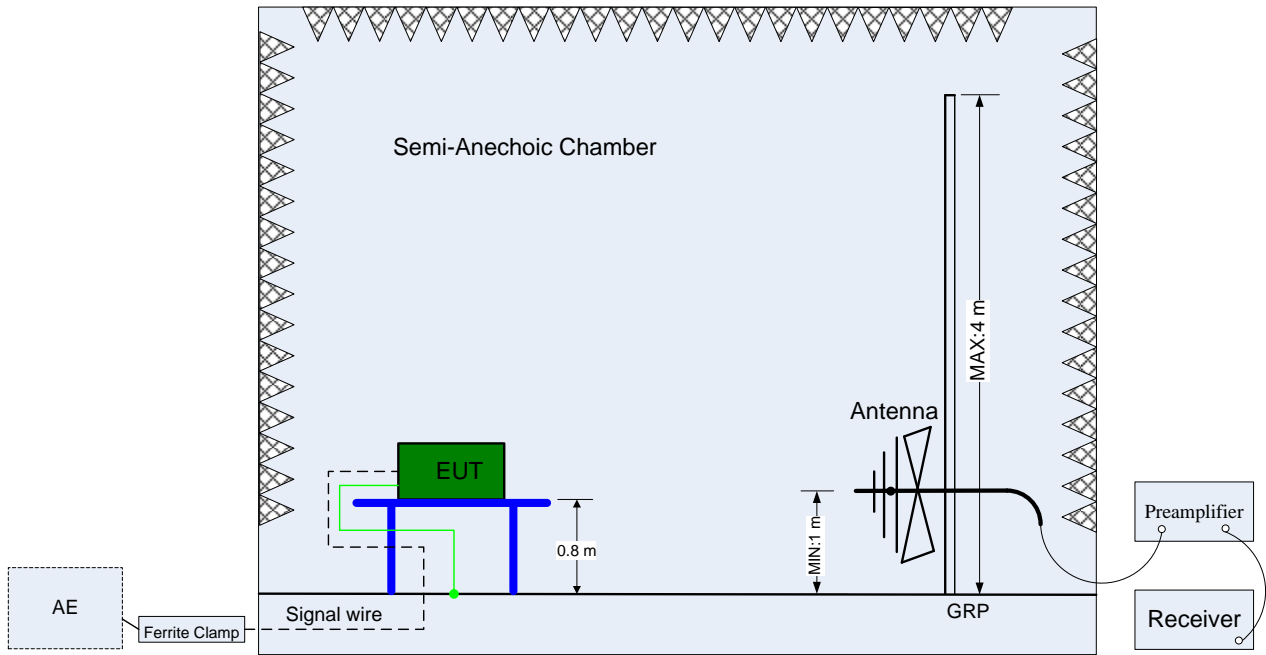 Semi-Anechoic Chamber
MAX:4 m
Antenna
EUT
MIN:1 m
Preamplifier
0.8 m
AE
Signal wire
GRP
Receiver
Ferrite Clamp